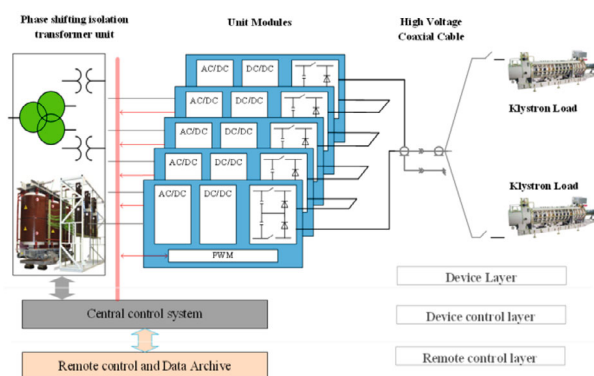 Phase shifting isolation
transformer unit
Unit Modules
High Voltage
Coaxial Cable
AC/DC
DC/DC
AC/DC
DC/DC
AC/DC
DC/DC
AC/DC
DC/DC
AC/DC
DC/DC
PWM
Klystron Load
Klystron Load
Device Layer
Central control system
Device control layer
Remote control and Data Archive
Remote control layer